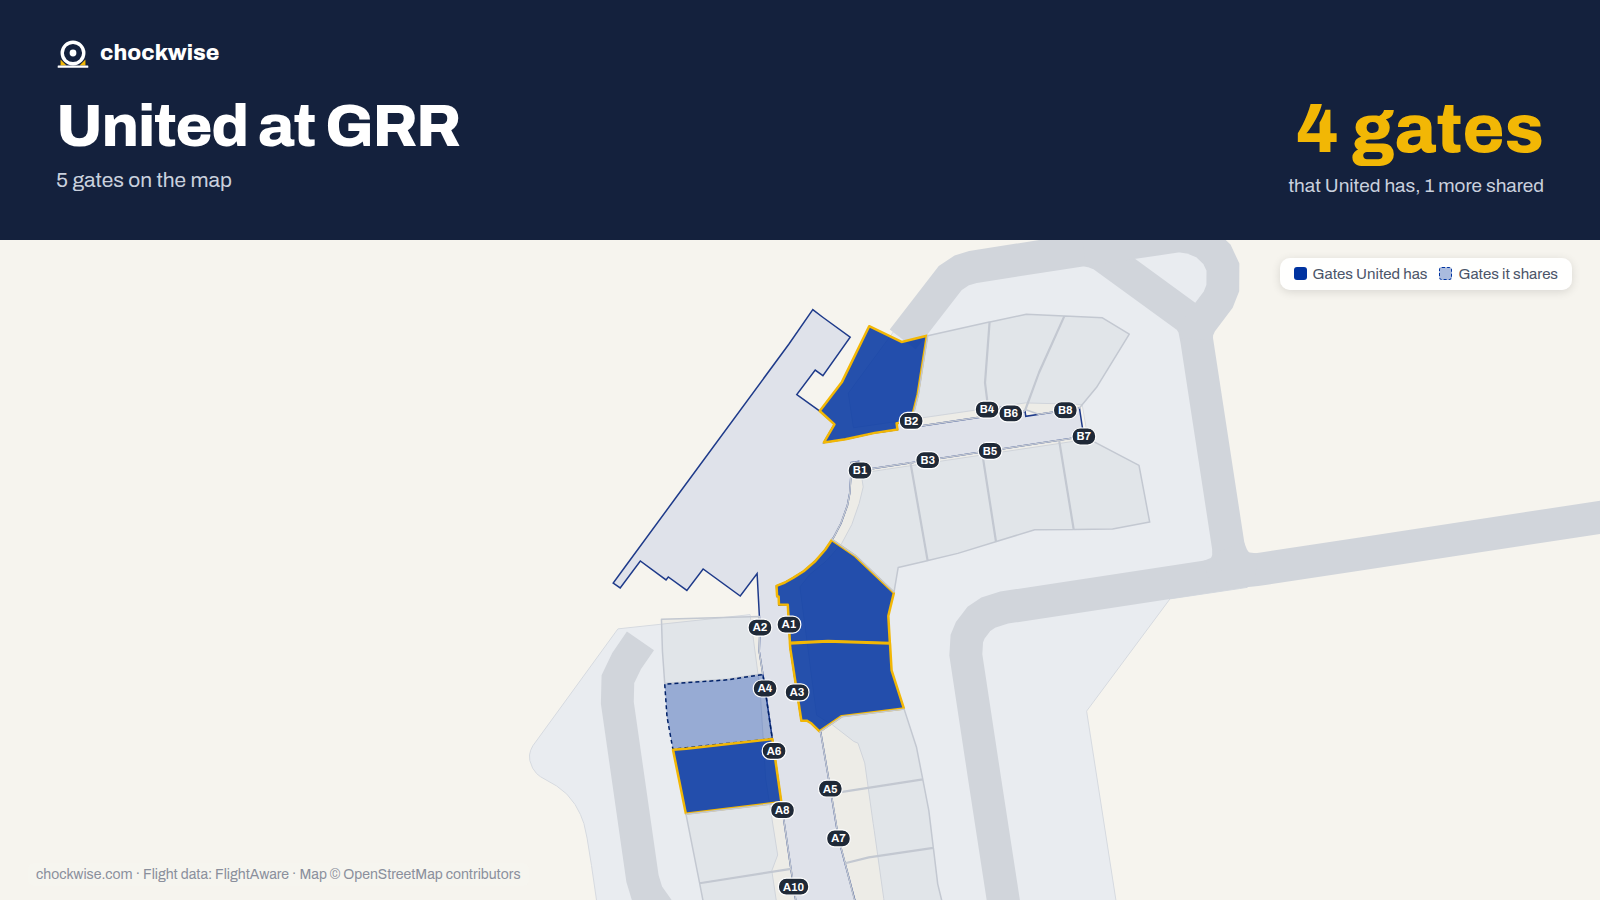 chockwise
United at GRR
5 gates on the map
4 gates
that United has, 1 more shared
Gates United has
Gates it shares
B2
B4
B6
B8
B7
B5
B3
B1
A2
A1
A4
A3
A6
A5
A8
A7
A10
chockwise.com · Flight data: FlightAware · Map © OpenStreetMap contributors